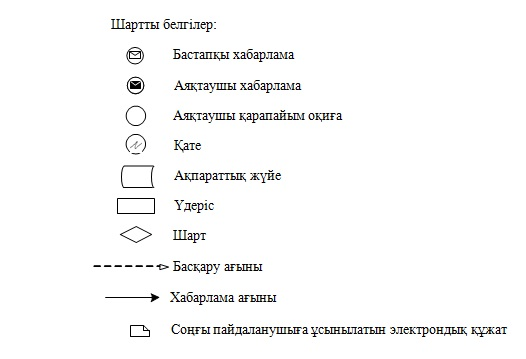 Шартты белгілер:
Бастапқы хабарлама
Аяқтаушы хабарлама
Аяқтаушы қарапайым оқиға
Қате
Ақпараттық жүйе
Үдеріс
Шарт
Басқару ағыны
Хабарлама ағыны
Соңғы пайдаланушыға ұсынылатын электрондық құжат